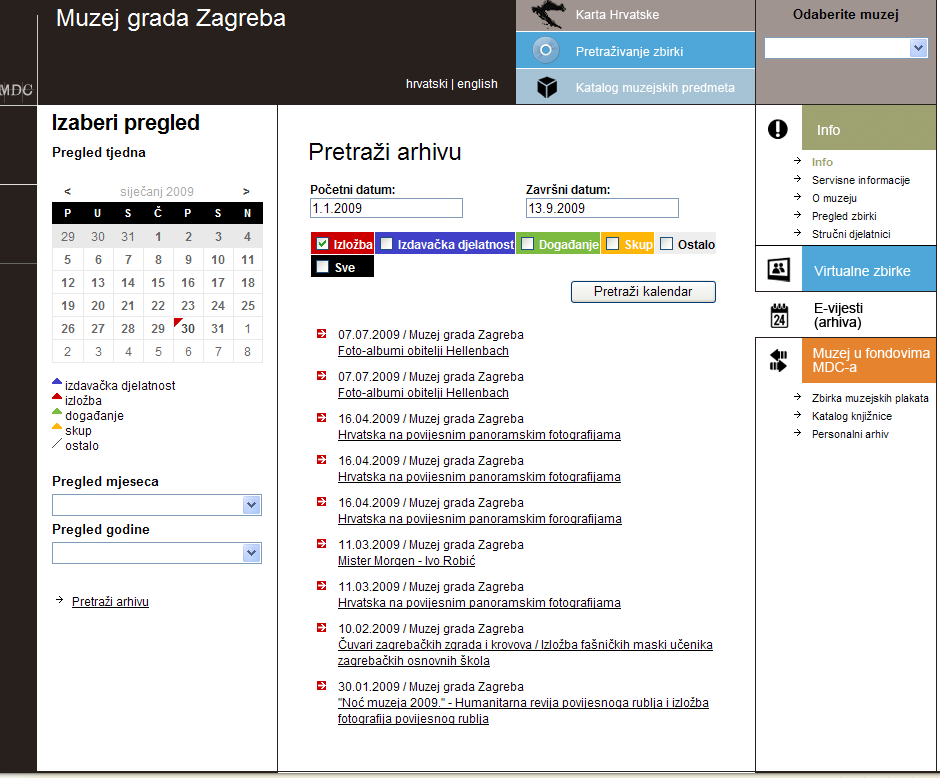 Muzej grada Zagreba
MDC
hrvatski | english
Karta Hrvatske
Pretraživanje zbirki
Katalog muzejskih predmeta
Odaberite muzej
Izaberi pregled
Pregled tjedna
< siječanj 2009 >
P U S Č P S N
29 30 31 1 2 3 4
5 6 7 8 9 10 11
12 13 14 15 16 17 18
19 20 21 22 23 24 25
26 27 28 29 30 31 1
2 3 4 5 6 7 8
izdavačka djelatnost
izložba
događanje
skup
ostalo
Pregled mjeseca
Pregled godine
Pretraži arhivu
Pretraži arhivu
Početni datum: Završni datum:
1.1.2009 13.9.2009
Izložba Izdavačka djelatnost Događanje Skup Ostalo
Sve
Pretraži kalendar
07.07.2009 / Muzej grada Zagreba
Foto-albumi obitelji Hellenbach
07.07.2009 / Muzej grada Zagreba
Foto-albumi obitelji Hellenbach
16.04.2009 / Muzej grada Zagreba
Hrvatska na povijesnim panoramskim fotografijama
16.04.2009 / Muzej grada Zagreba
Hrvatska na povijesnim panoramskim fotografijama
16.04.2009 / Muzej grada Zagreba
Hrvatska na povijesnim panoramskim forografijama
11.03.2009 / Muzej grada Zagreba
Mister Morgen - Ivo Robić
11.03.2009 / Muzej grada Zagreba
Hrvatska na povijesnim panoramskim fotografijama
10.02.2009 / Muzej grada Zagreba
Čuvari zagrebačkih zgrada i krovova / Izložba fašničkih maski učenika
zagrebačkih osnovnih škola
30.01.2009 / Muzej grada Zagreba
"Noć muzeja 2009." - Humanitarna revija povijesnoga rublja i izložba
fotografija povijesnog rublja
Info
Info
Servisne informacije
O muzeju
Pregled zbirki
Stručni djelatnici
Virtualne zbirke
24
E-vijesti
(arhiva)
Muzej u fondovima
MDC-a
Zbirka muzejskih plakata
Katalog knjižnice
Personalni arhiv